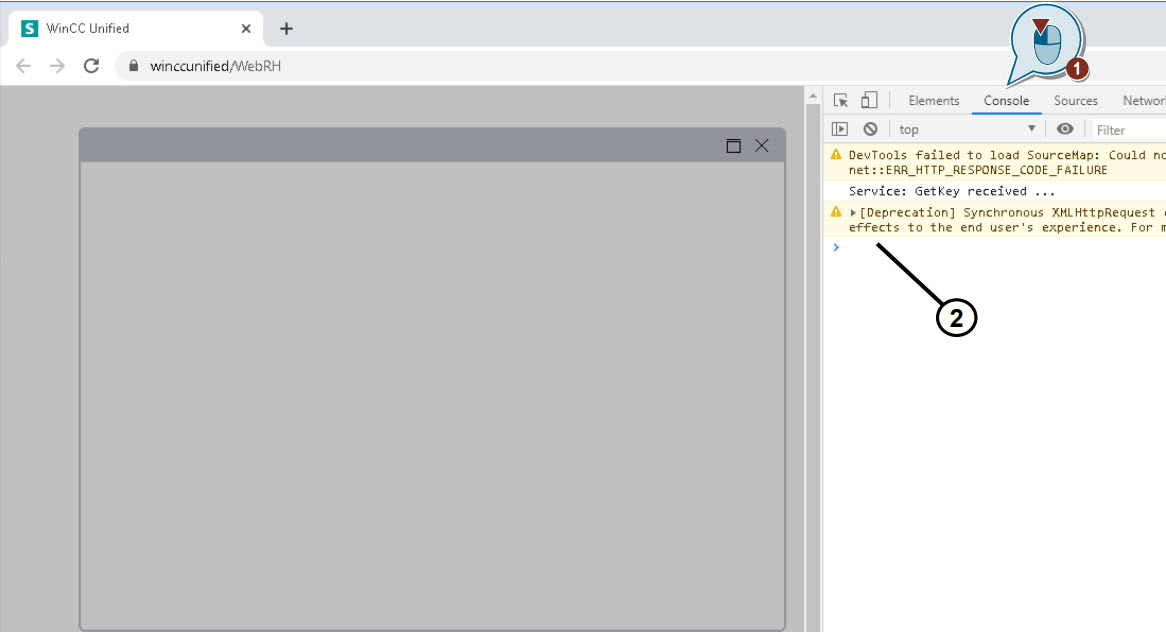 S WinCC Unified
winccunified/WebRH
1
Elements Console Sources Networ
top Filter
DevTools failed to load SourceMap: Could no
net::ERR_HTTP_RESPONSE_CODE_FAILURE
Service: GetKey received ...
[Deprecation] Synchronous XMLHttpRequest
effects to the end user's experience. For m
2